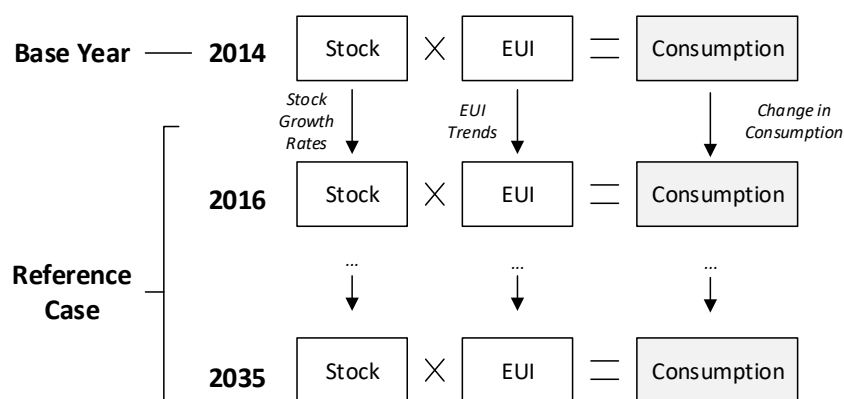 Base Year 2014 Stock × EUI = Consumption
Stock
Growth
Rates
EUI
Trends
Change in
Consumption
2016 Stock × EUI = Consumption
... ... ...
Reference
Case
2035 Stock × EUI = Consumption